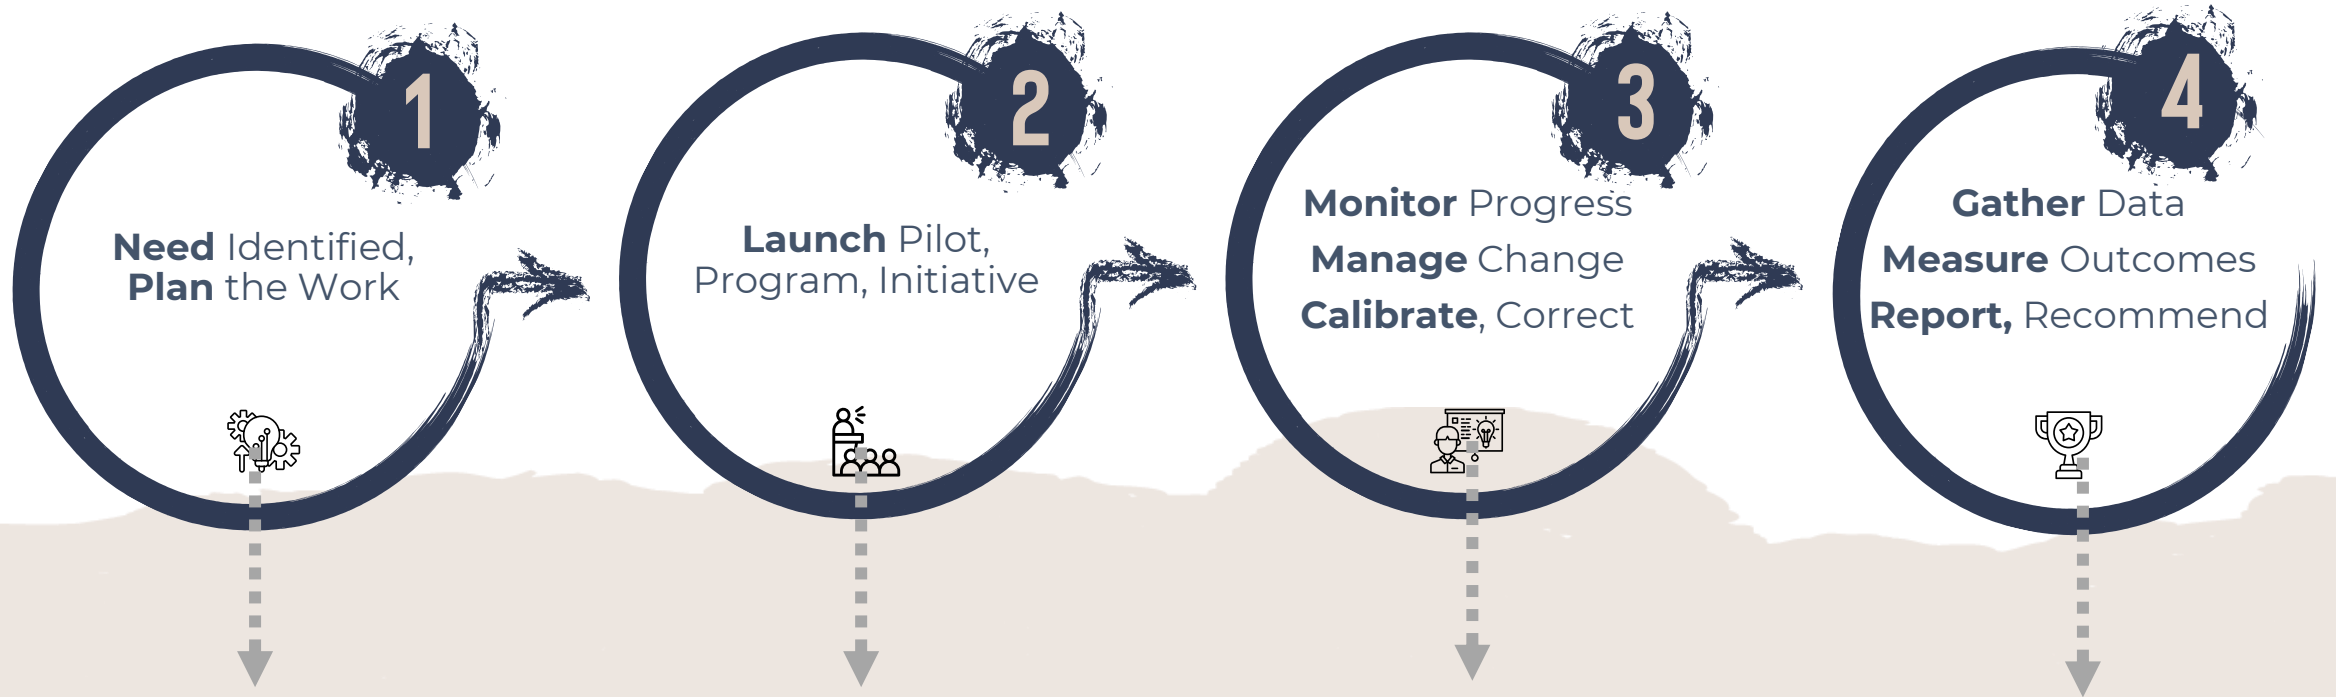 1
Need Identified,
Plan the Work
2
Launch Pilot,
Program, Initiative
3
Monitor Progress
Manage Change
Calibrate, Correct
4
Gather Data
Measure Outcomes
Report, Recommend